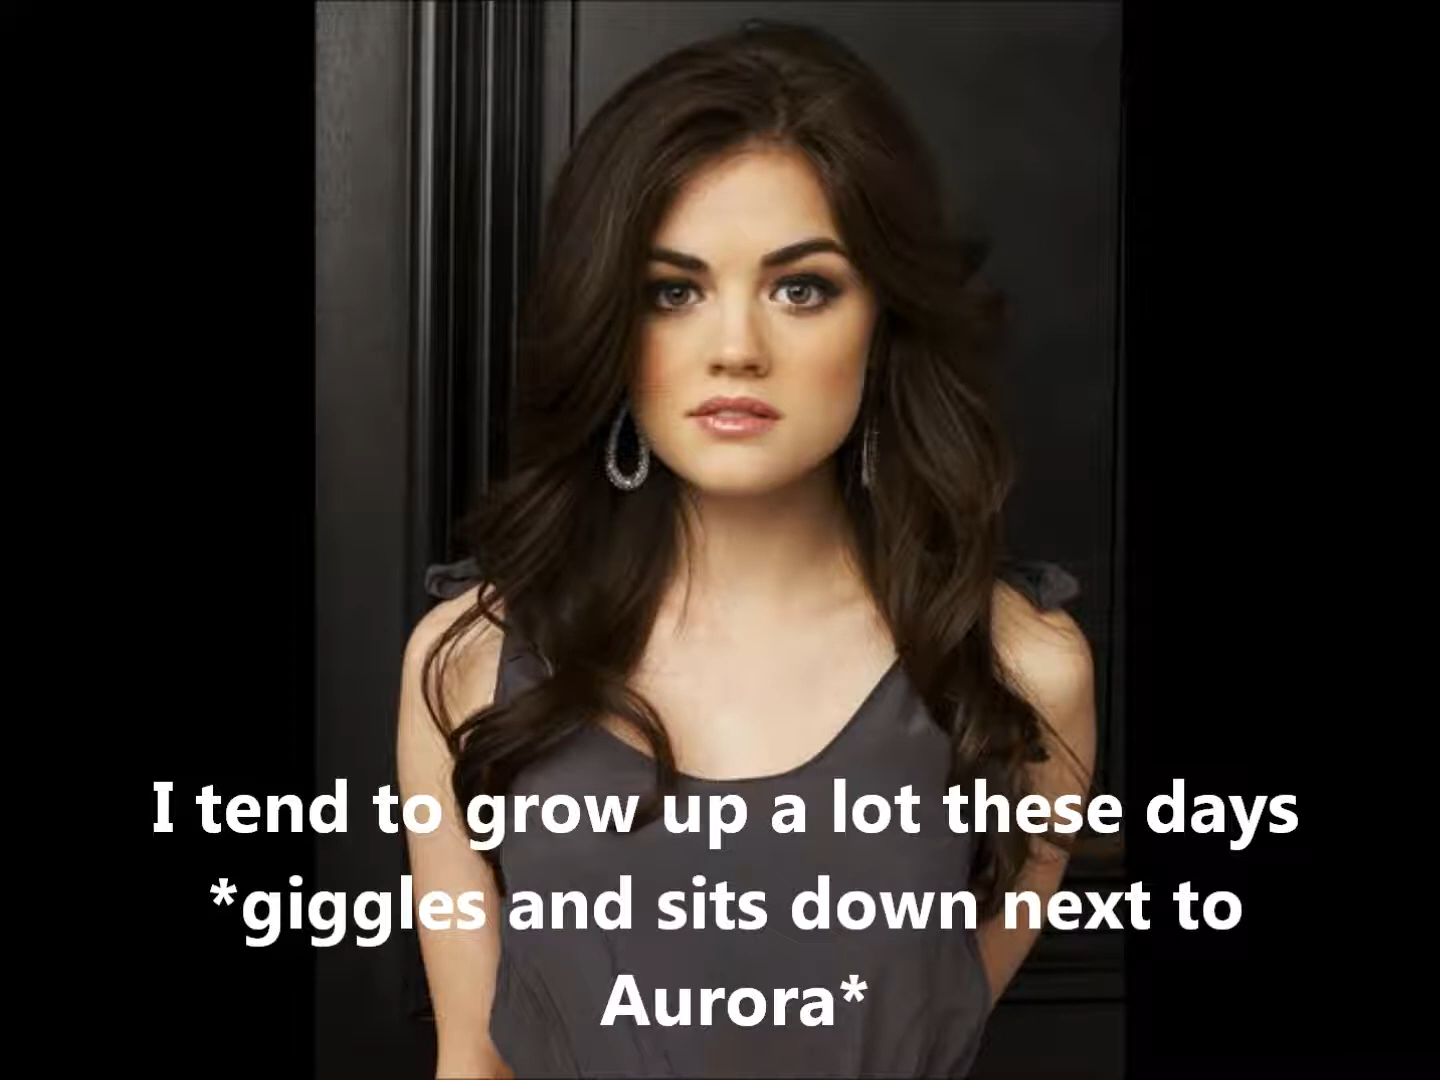 I tend to grow up a lot these days
*giggles and sits down next to
Aurora*